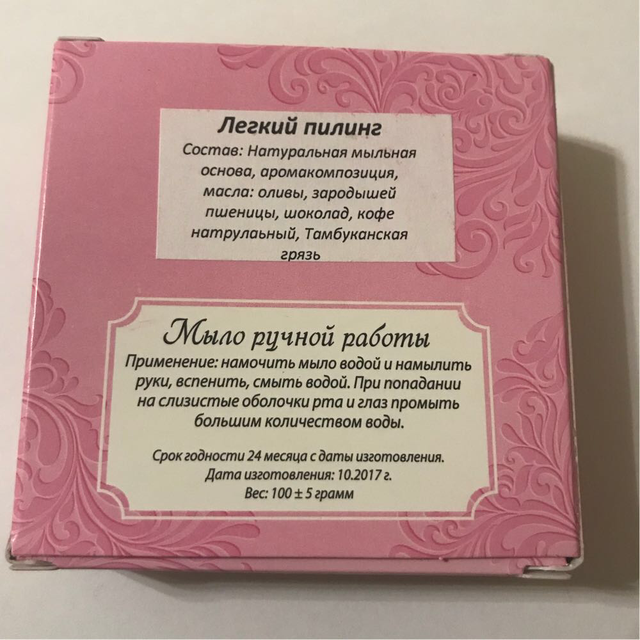 Легкий пилинг
Состав: Натуральная мыльная
основа, аромакомпозиция,
масла: оливы, зародышей
пшеницы, шоколад, кофе
натрулаьный, Тамбуканская
грязь
Мыло ручной работы
Применение: намочить мыло водой и намылить
руки, вспенить, смыть водой. При попадании
на слизистые оболочки рта и глаз промыть
большим количеством воды.
Срок годности 24 месяца с даты изготовления.
Дата изготовления: 10.2017 г.
Вес: 100 ± 5 грамм